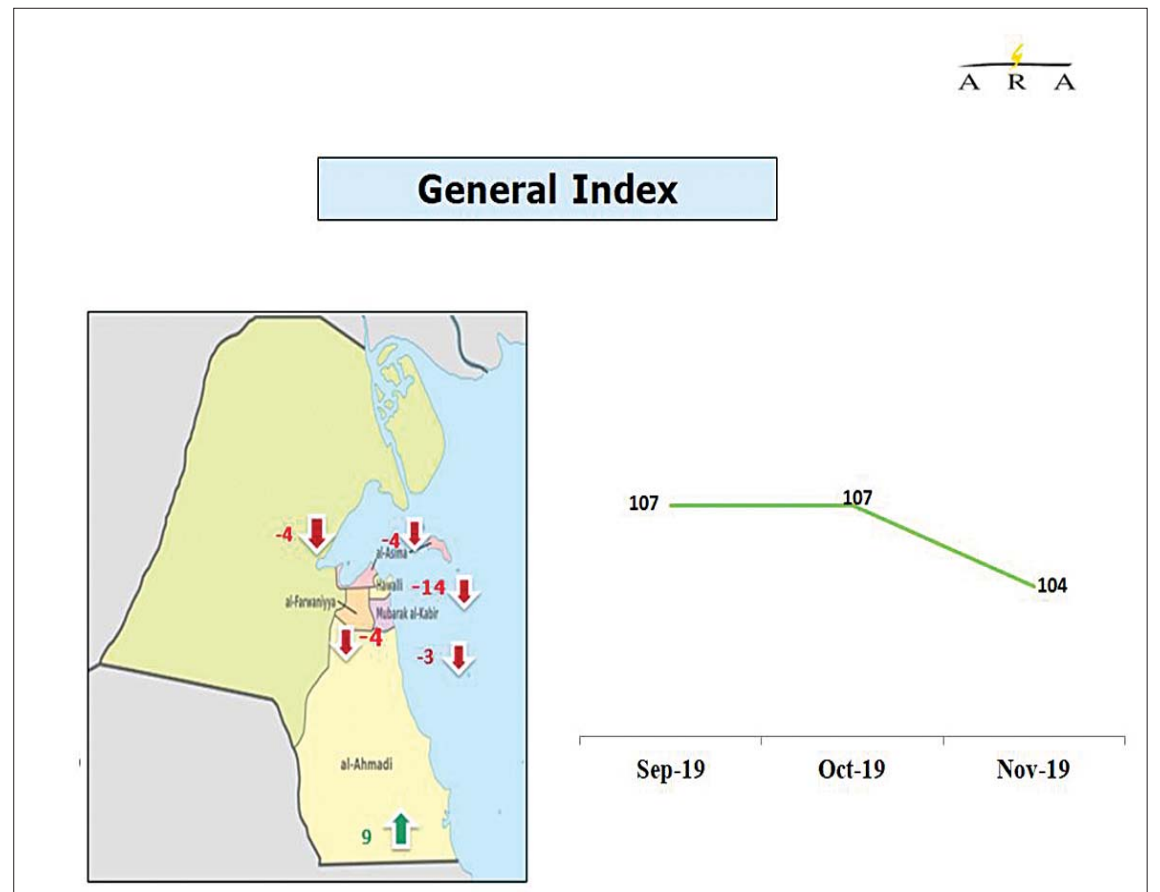 A R A
General Index
-4
-4
al-Asima
Hawalli
-14
al-Farwaniyya
Mubarak al-Kabir
-4
-3
al-Ahmadi
9
107
107
104
Sep-19
Oct-19
Nov-19